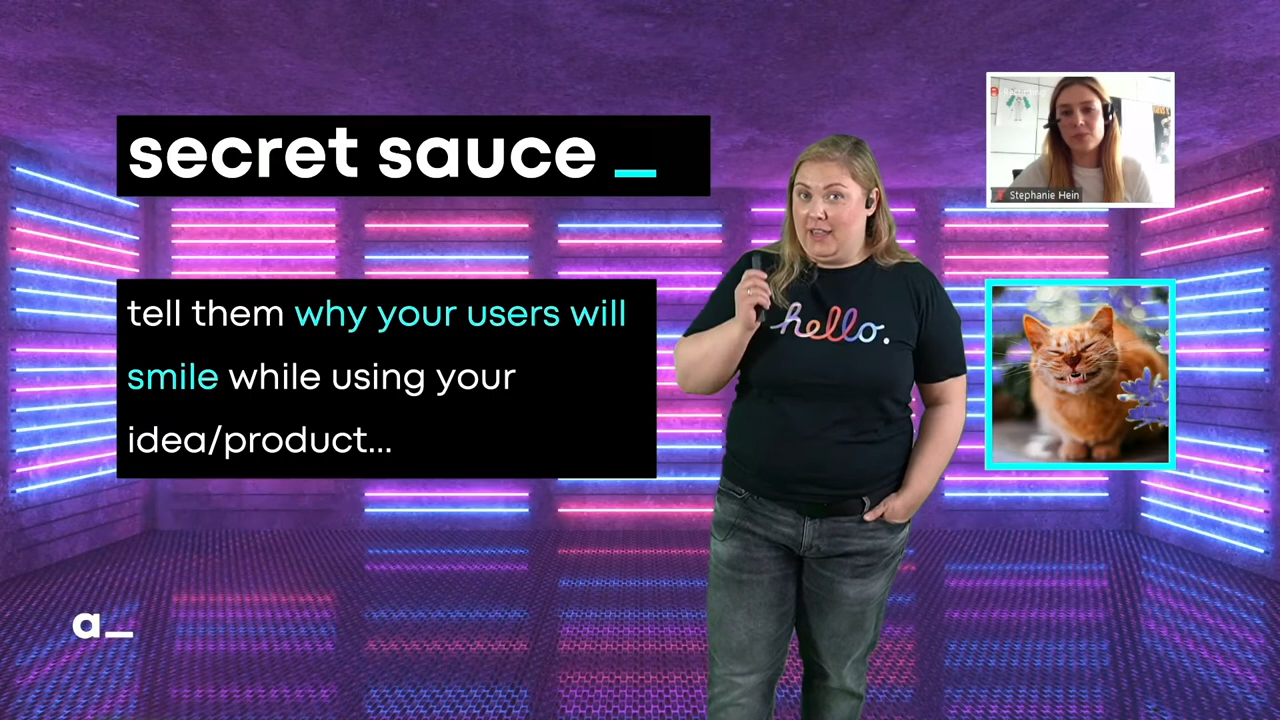 secret sauce _
tell them why your users will
smile while using your
idea/product...
hello.
Stephanie Hein
a_